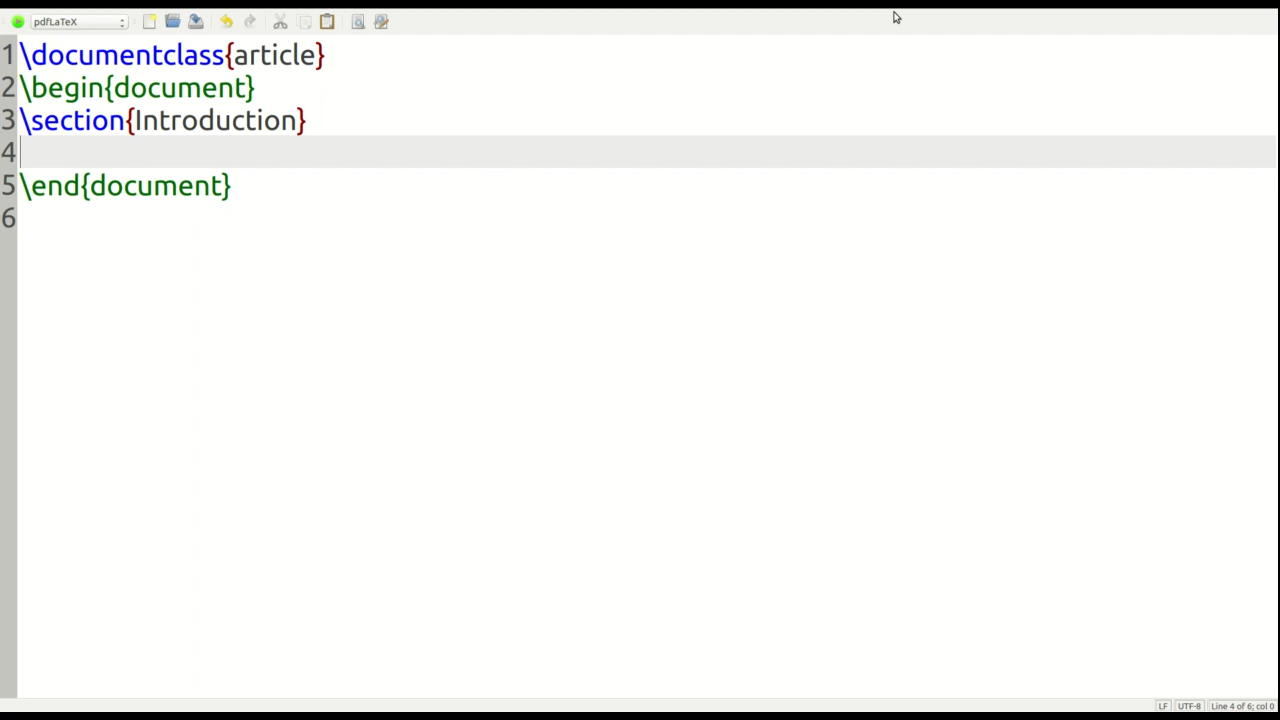 pdfLaTeX
1 \documentclass{article}
2 \begin{document}
3 \section{Introduction}
4
5 \end{document}
6
LF UTF-8 Line 4 of 6; col 0